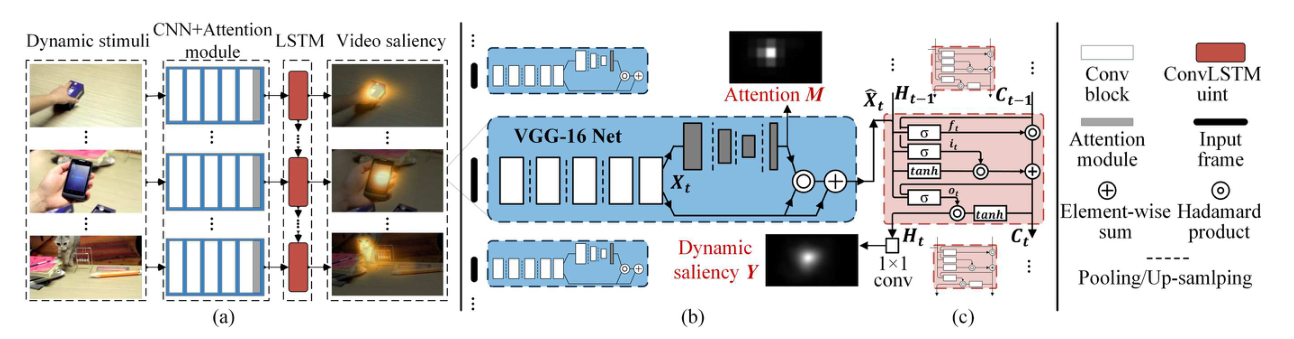 Dynamic stimuli
CNN+Attention
module
LSTM
Video saliency
(a)
VGG-16 Net
X_t
Attention M
Dynamic
saliency Y
(b)
X̂_t
H_{t-1}
C_{t-1}
σ
f_t
σ
i_t
tanh
σ
o_t
tanh
H_t
C_t
1×1
conv
(c)
Conv
block
ConvLSTM
uint
Attention
module
Input
frame
Element-wise
sum
Hadamard
product
Pooling/Up-samlping